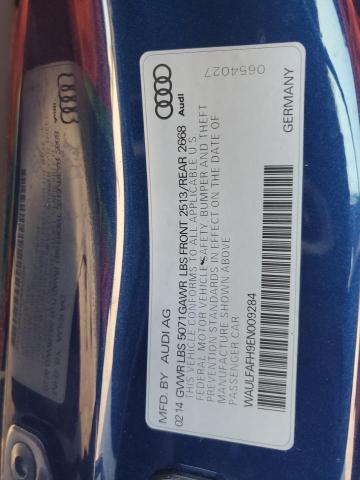 MFD. BY AUDI AG
02 14 GVWR LBS 5071 GAWR LBS FRONT 2513/REAR 2668
THIS VEHICLE CONFORMS TO ALL APPLICABLE U.S.
FEDERAL MOTOR VEHICLE SAFETY, BUMPER AND THEFT
PREVENTION STANDARDS IN EFFECT ON THE DATE OF
MANUFACTURE SHOWN ABOVE
PASSENGER CAR
WAULFAFH9EN009284
GERMANY
Audi
0654027